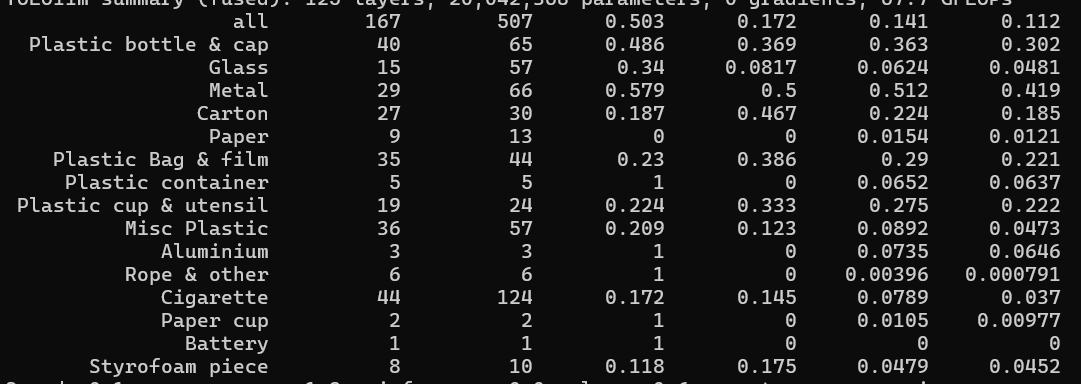 YOLO11m summary (fused): 125 layers, 20,042,568 parameters, 0 gradients, 67.7 GFLOPs
all 167 507 0.503 0.172 0.141 0.112
Plastic bottle & cap 40 65 0.486 0.369 0.363 0.302
Glass 15 57 0.34 0.0817 0.0624 0.0481
Metal 29 66 0.579 0.5 0.512 0.419
Carton 27 30 0.187 0.467 0.224 0.185
Paper 9 13 0 0 0.0154 0.0121
Plastic Bag & film 35 44 0.23 0.386 0.29 0.221
Plastic container 5 5 1 0 0.0652 0.0637
Plastic cup & utensil 19 24 0.224 0.333 0.275 0.222
Misc Plastic 36 57 0.209 0.123 0.0892 0.0473
Aluminium 3 3 1 0 0.0735 0.0646
Rope & other 6 6 1 0 0.00396 0.000791
Cigarette 44 124 0.172 0.145 0.0789 0.037
Paper cup 2 2 1 0 0.0105 0.00977
Battery 1 1 1 0 0 0
Styrofoam piece 8 10 0.118 0.175 0.0479 0.0452